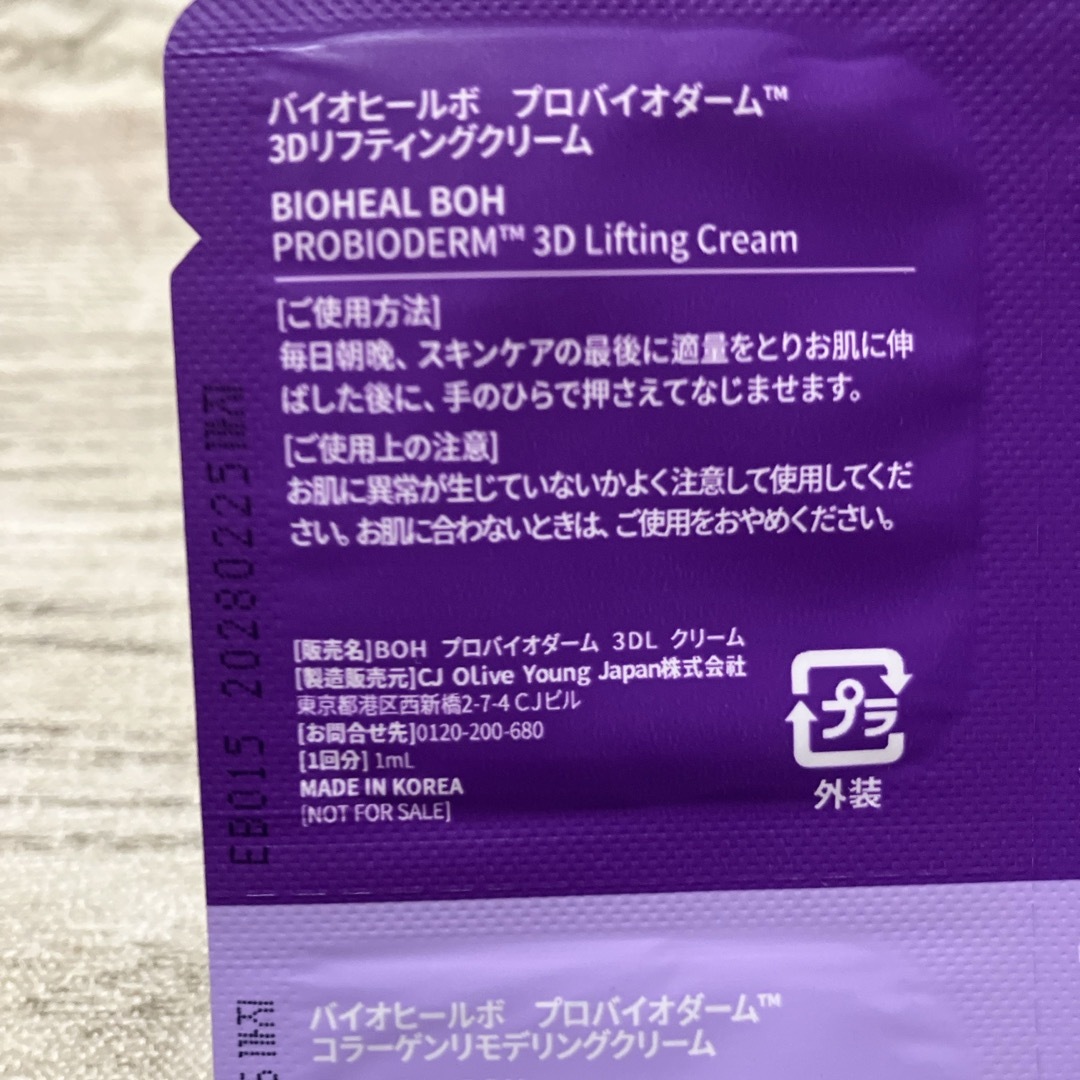 バイオヒールボ プロバイオダーム™
3Dリフティングクリーム
BIOHEAL BOH
PROBIODERM™ 3D Lifting Cream
[ご使用方法]
毎日朝晩、スキンケアの最後に適量をとりお肌に伸
ばした後に、手のひらで押さえてなじませます。
[ご使用上の注意]
お肌に異常が生じていないかよく注意して使用してくだ
さい。お肌に合わないときは、ご使用をおやめください。
[販売名]BOH プロバイオダーム 3DL クリーム
[製造販売元]CJ Olive Young Japan株式会社
東京都港区西新橋2-7-4 CJビル
[お問合せ先]0120-200-680
[1回分] 1mL
MADE IN KOREA
[NOT FOR SALE]
プラ
外装
EB015 20280225까지
バイオヒールボ プロバイオダーム™
コラーゲンリモデリングクリーム
까지